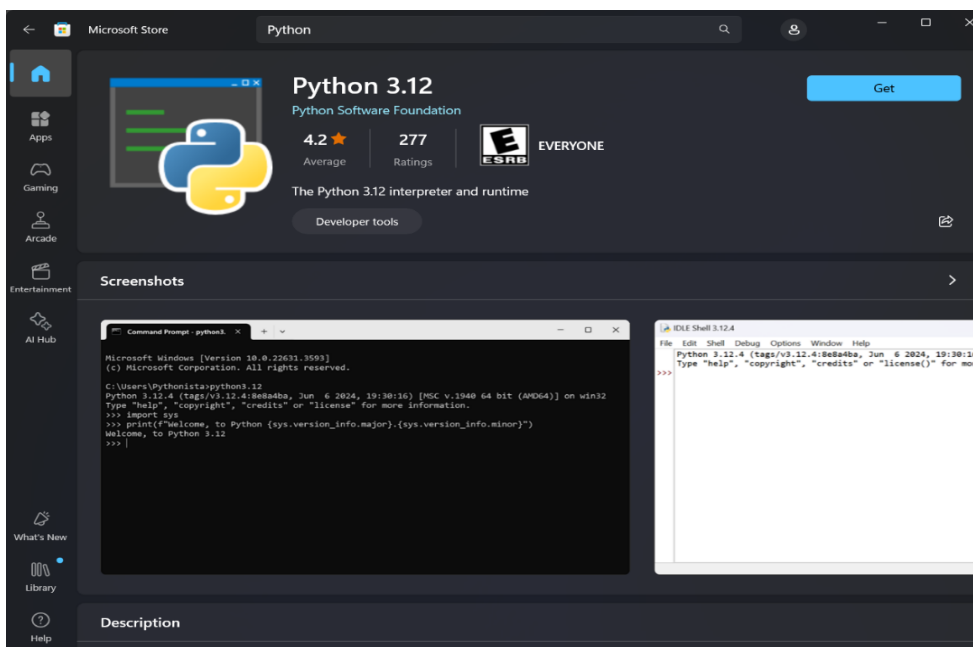 Microsoft Store
Python
Python 3.12
Python Software Foundation
Get
4.2
277
E
ESRB
EVERYONE
Average
Ratings
The Python 3.12 interpreter and runtime
Developer tools
Apps
Gaming
Arcade
Entertainment
AI Hub
What's New
Library
Help
Screenshots
Command Prompt - python3.
Microsoft Windows [Version 10.0.22631.3593]
(c) Microsoft Corporation. All rights reserved.
C:\Users\Pythonista>python3.12
Python 3.12.4 (tags/v3.12.4:8e8a4ba, Jun 6 2024, 19:30:16) [MSC v.1940 64 bit (AMD64)] on win32
Type "help", "copyright", "credits" or "license" for more information.
>>> import sys
>>> print(f"Welcome, to Python {sys.version_info.major}.{sys.version_info.minor}")
Welcome, to Python 3.12
>>>
IDLE Shell 3.12.4
File Edit Shell Debug Options Window Help
Python 3.12.4 (tags/v3.12.4:8e8a4ba, Jun 6 2024, 19:30:1
Type "help", "copyright", "credits" or "license()" for mo
>>>
Description